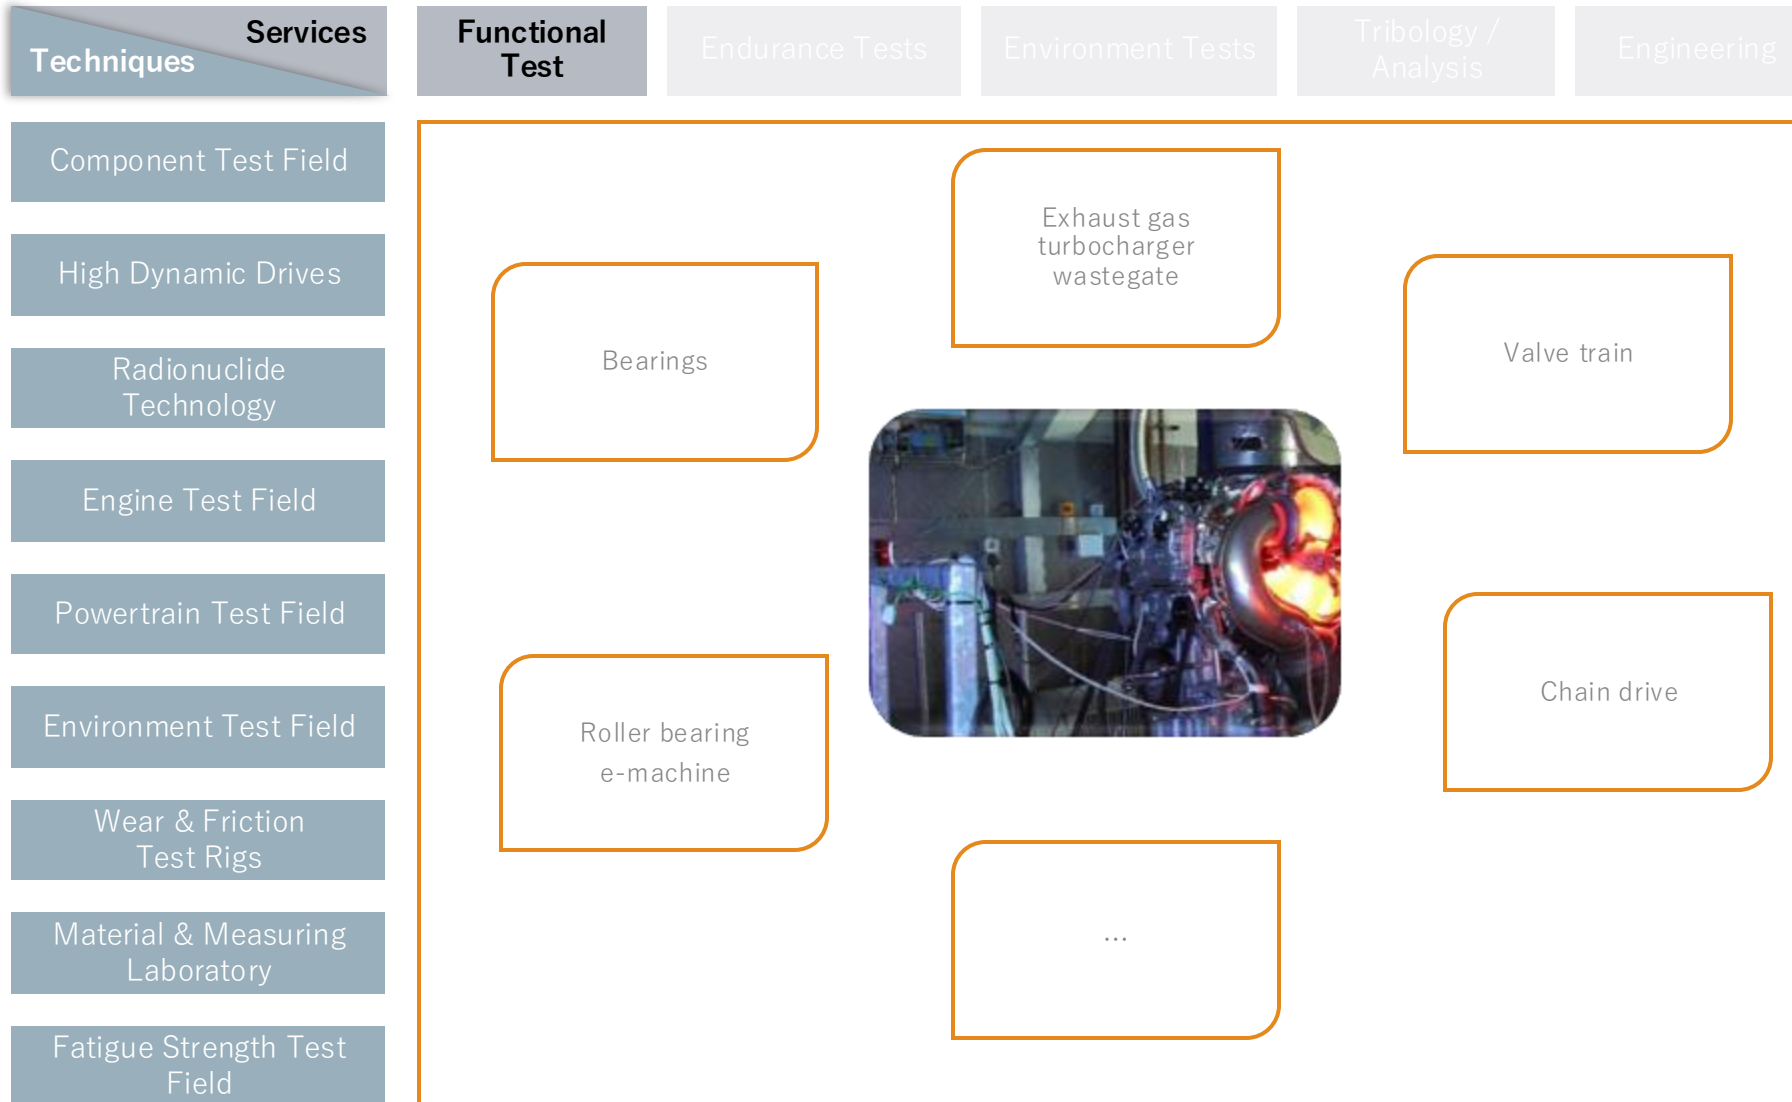 Services
Techniques
Functional
Test
Endurance Tests
Environment Tests
Tribology /
Analysis
Engineering
Component Test Field
High Dynamic Drives
Radionuclide
Technology
Engine Test Field
Powertrain Test Field
Environment Test Field
Wear & Friction
Test Rigs
Material & Measuring
Laboratory
Fatigue Strength Test
Field
Exhaust gas
turbocharger
wastegate
Bearings
Valve train
Roller bearing
e-machine
Chain drive
...